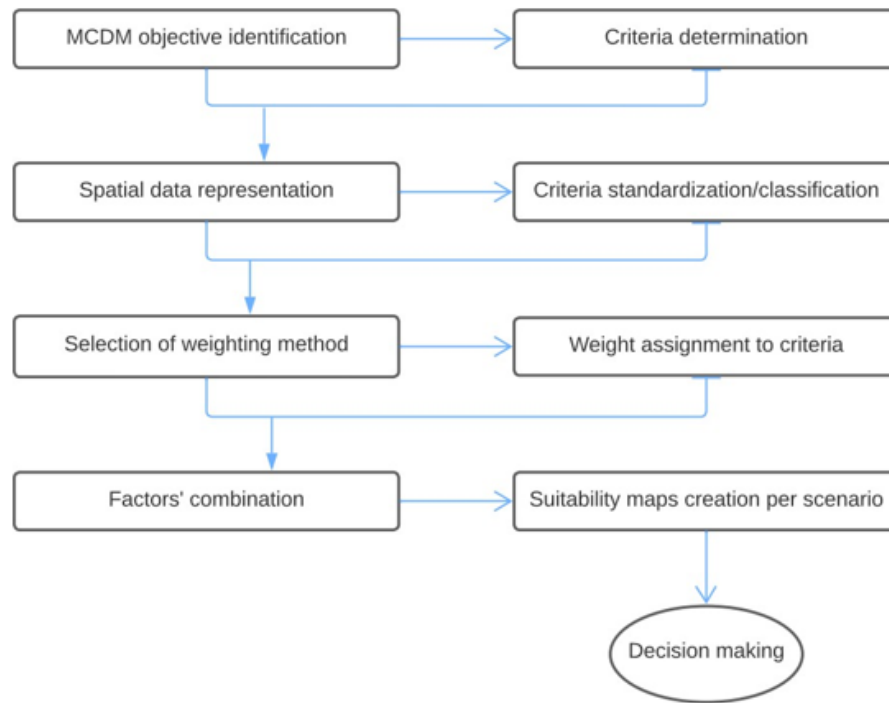 MCDM objective identification
Criteria determination
Spatial data representation
Criteria standardization/classification
Selection of weighting method
Weight assignment to criteria
Factors' combination
Suitability maps creation per scenario
Decision making